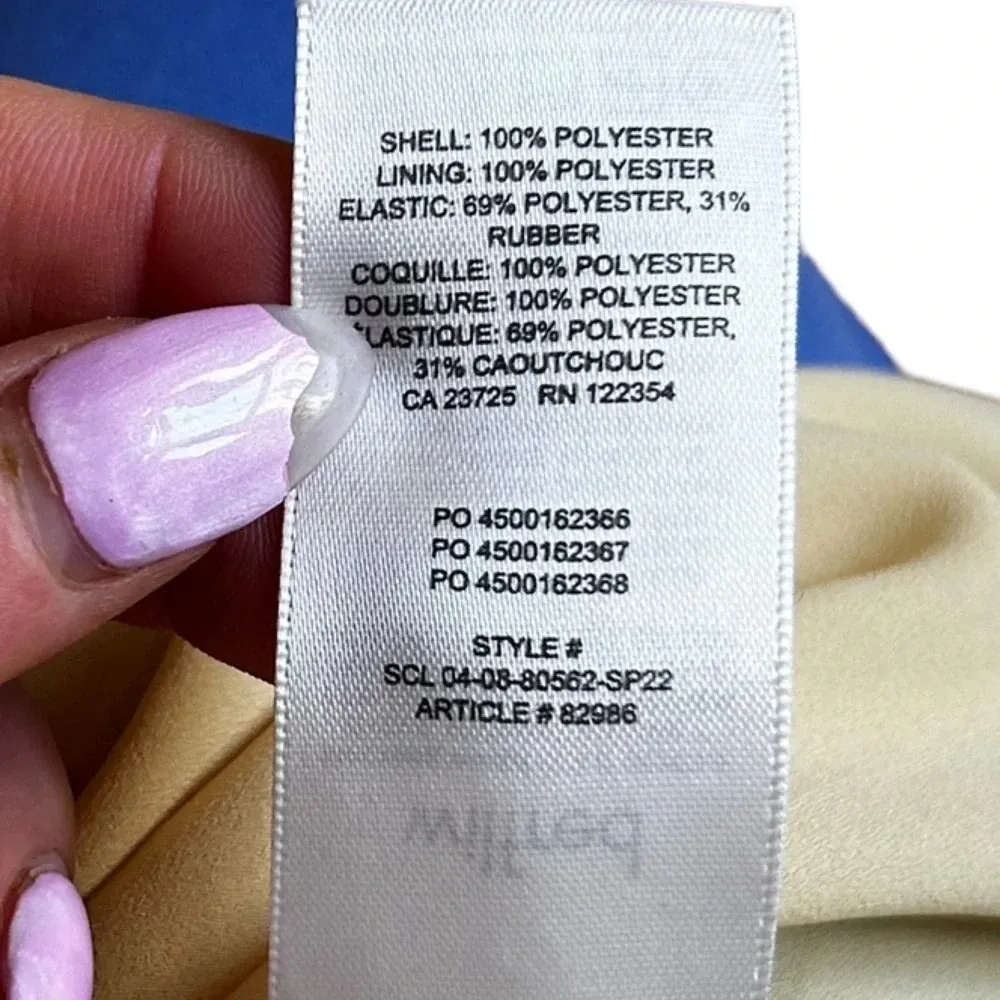 SHELL: 100% POLYESTER
LINING: 100% POLYESTER
ELASTIC: 69% POLYESTER, 31%
RUBBER
COQUILLE: 100% POLYESTER
DOUBLURE: 100% POLYESTER
ÉLASTIQUE: 69% POLYESTER,
31% CAOUTCHOUC
CA 23725 RN 122354
PO 4500162366
PO 4500162367
PO 4500162368
STYLE #
SCL 04-08-80562-SP22
ARTICLE # 82986